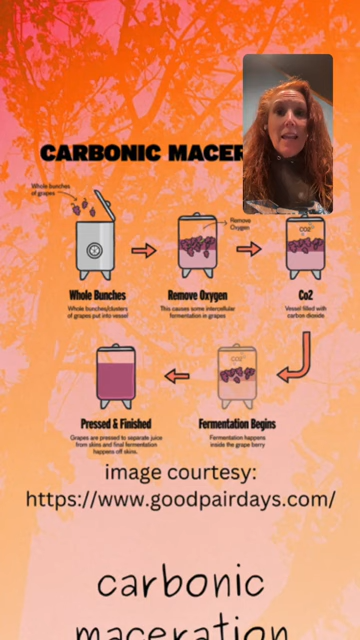 CARBONIC MACER
Whole bunches
of grapes
Remove
Oxygen
CO2
Whole Bunches
Whole bunches/clusters
of grapes put into vessel
Remove Oxygen
This causes some intercellular
fermentation in grapes
Co2
Vessel filled with
carbon dioxide
CO2
Pressed & Finished
Grapes are pressed to separate juice
from skins and final fermentation
happens off skins.
Fermentation Begins
Fermentation happens
inside the grape berry
image courtesy:
https://www.goodpairdays.com/
carbonic
maceration